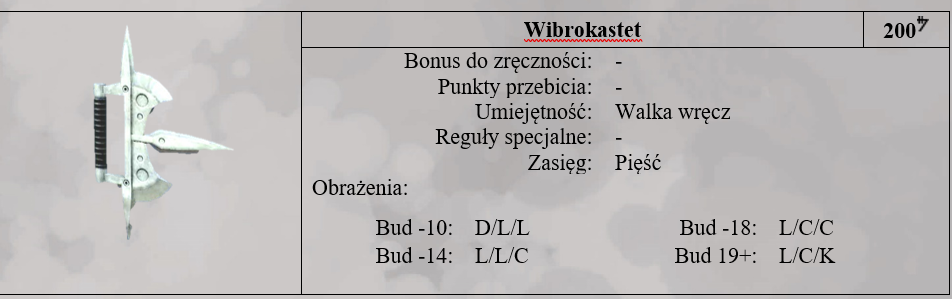 Wibrokastet 200
Bonus do zręczności: -
Punkty przebicia: -
Umiejętność: Walka wręcz
Reguły specjalne: -
Zasięg: Pięść
Obrażenia:
Bud -10: D/L/L Bud -18: L/C/C
Bud -14: L/L/C Bud 19+: L/C/K